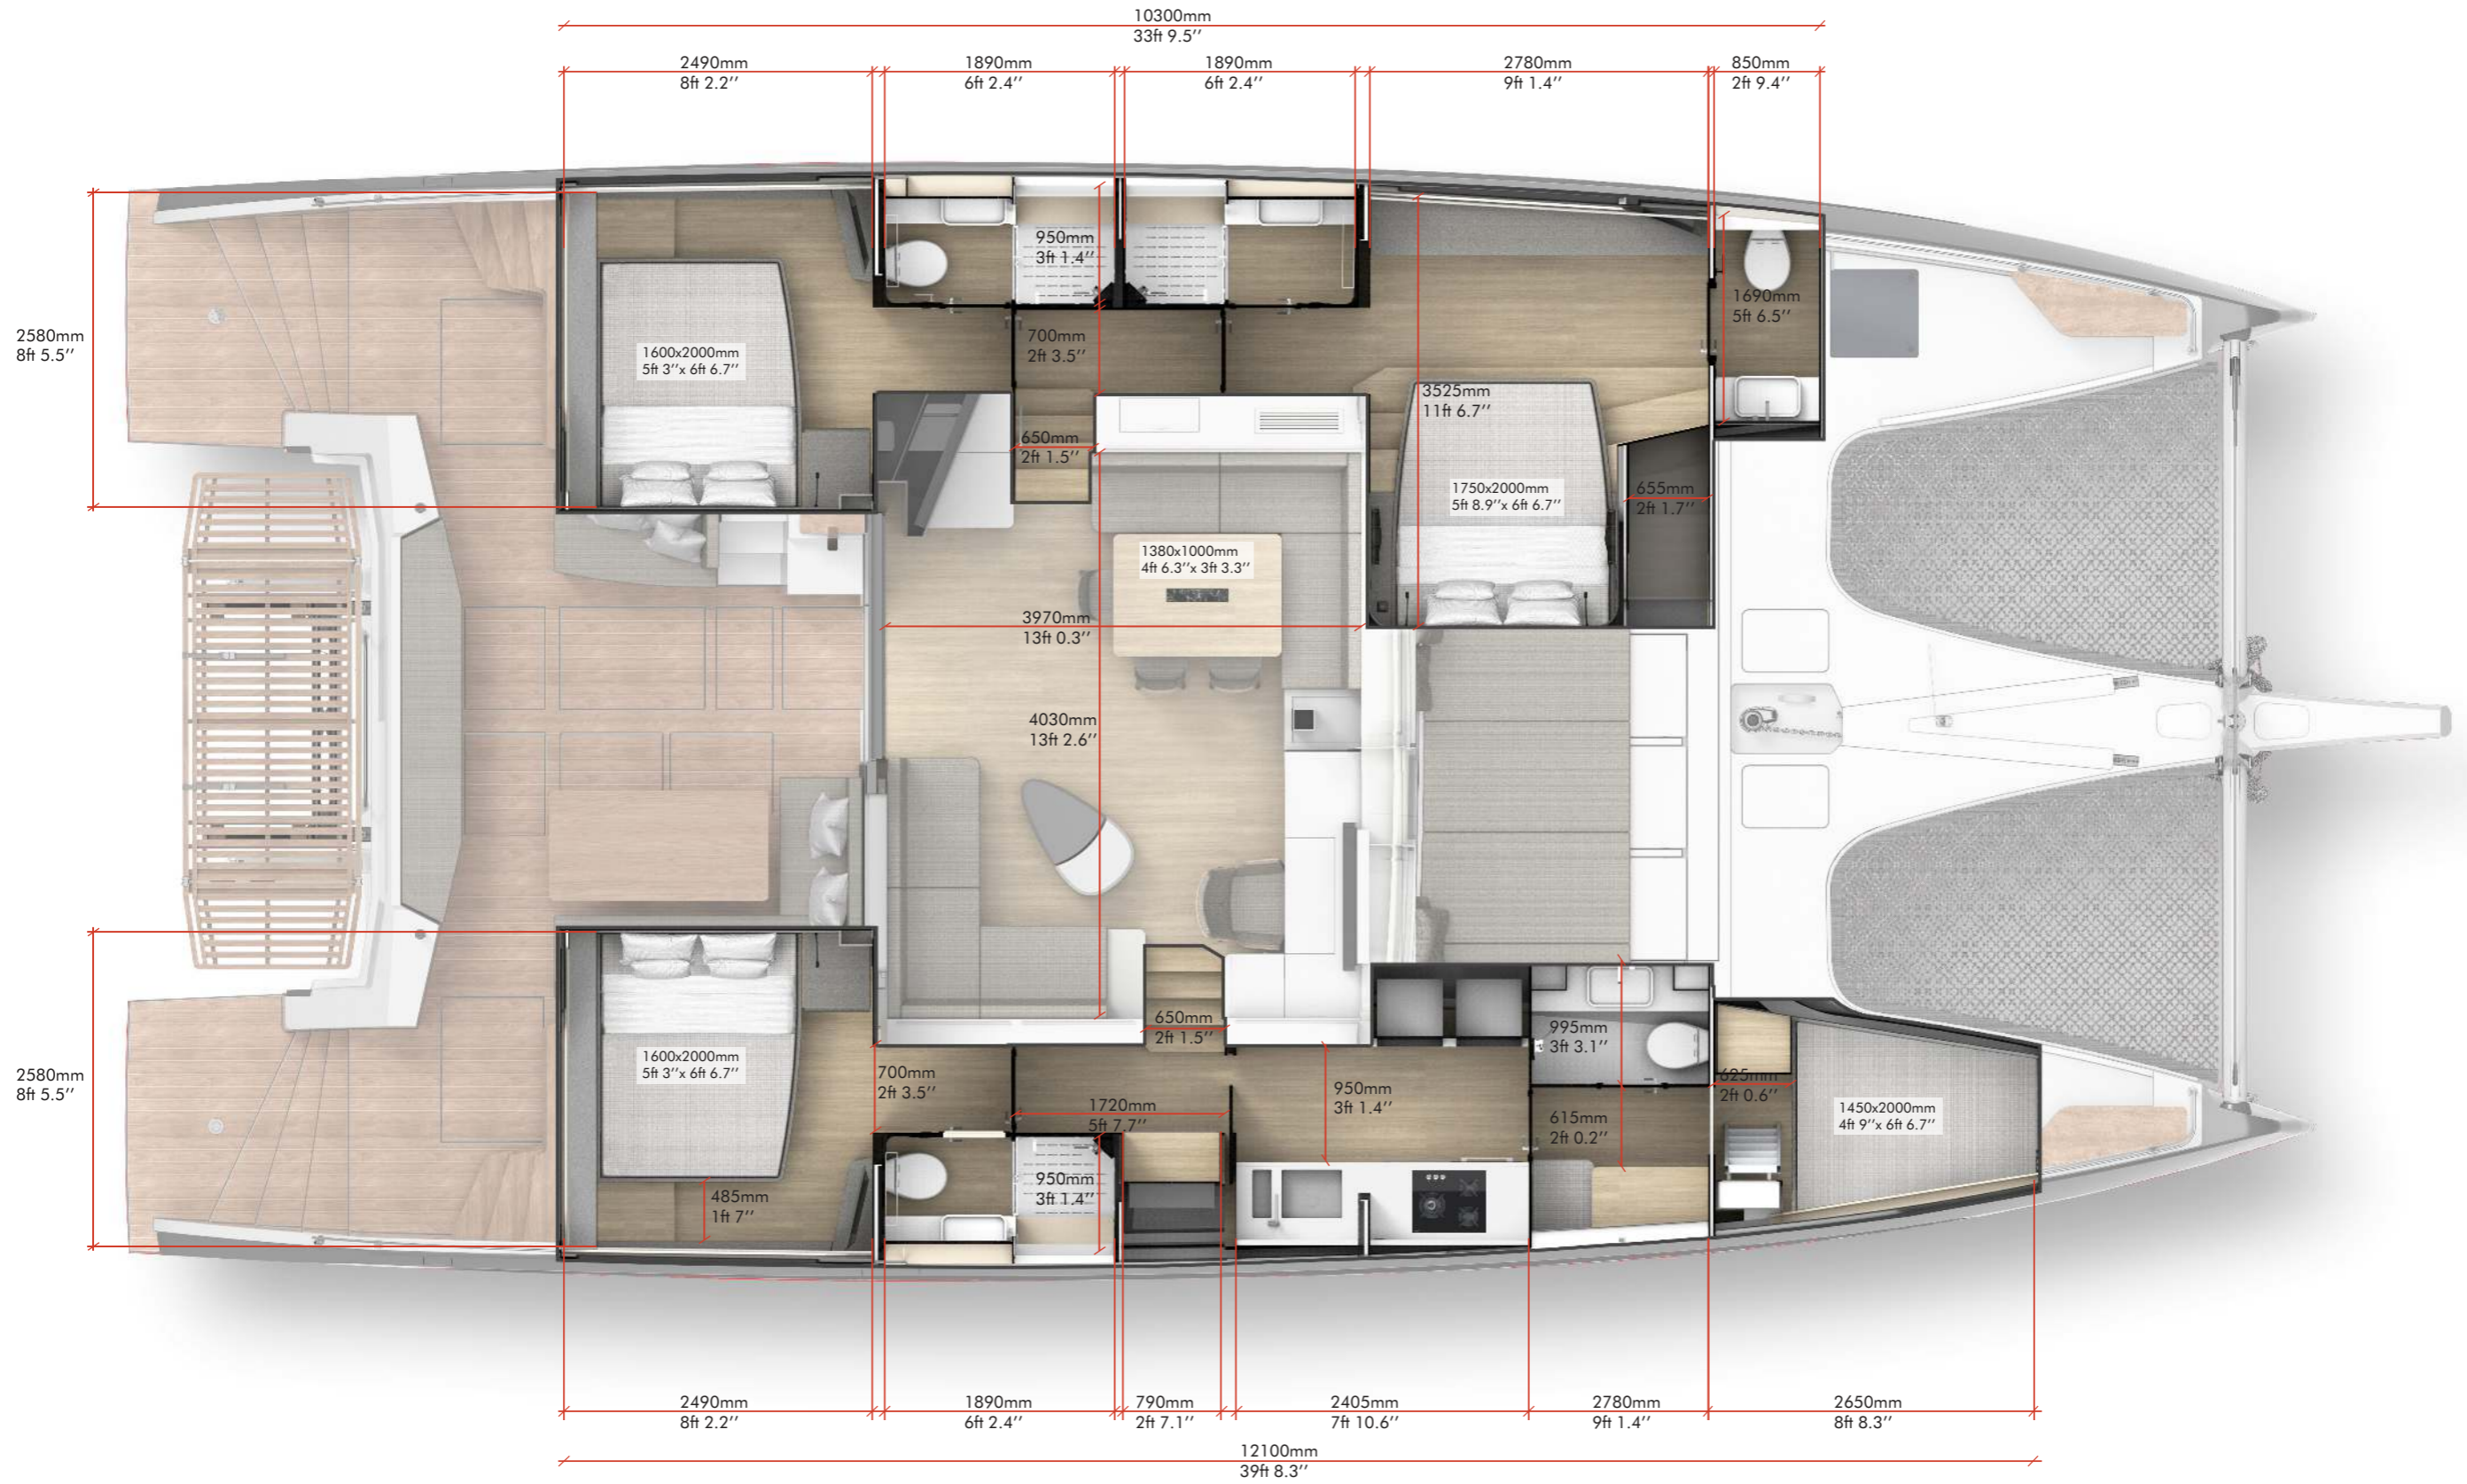 10300mm
33ft 9.5’’
2490mm
8ft 2.2’’
1890mm
6ft 2.4’’
1890mm
6ft 2.4’’
2780mm
9ft 1.4’’
850mm
2ft 9.4’’
950mm
3ft 1.4’’
1690mm
5ft 6.5’’
2580mm
8ft 5.5’’
700mm
2ft 3.5’’
1600x2000mm
5ft 3’’x 6ft 6.7’’
3525mm
11ft 6.7’’
650mm
2ft 1.5’’
1750x2000mm
5ft 8.9’’x 6ft 6.7’’
655mm
2ft 1.7’’
1380x1000mm
4ft 6.3’’x 3ft 3.3’’
3970mm
13ft 0.3’’
4030mm
13ft 2.6’’
650mm
2ft 1.5’’
995mm
3ft 3.1’’
1600x2000mm
5ft 3’’x 6ft 6.7’’
2580mm
8ft 5.5’’
700mm
2ft 3.5’’
950mm
3ft 1.4’’
625mm
2ft 0.6’’
1720mm
5ft 7.7’’
615mm
2ft 0.2’’
1450x2000mm
4ft 9’’x 6ft 6.7’’
485mm
1ft 7’’
950mm
3ft 1.4’’
2490mm
8ft 2.2’’
1890mm
6ft 2.4’’
790mm
2ft 7.1’’
2405mm
7ft 10.6’’
2780mm
9ft 1.4’’
2650mm
8ft 8.3’’
12100mm
39ft 8.3’’